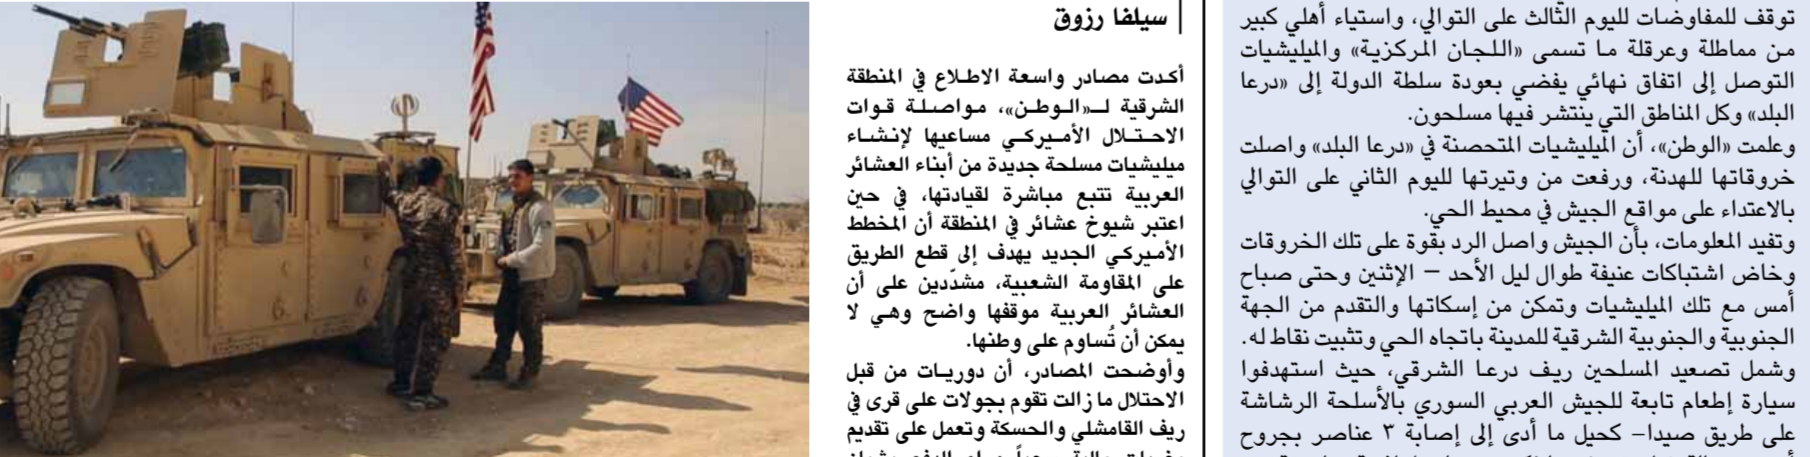 توقف للمفاوضات لليوم الثالث على التوالي، واستياء أهلي كبير
من مماطلة وعرقلة ما تسمى «اللجان المركزية» والميليشيات
التوصل إلى اتفاق نهائي يفضي بعودة سلطة الدولة إلى «درعا
البلد» وكل المناطق التي ينتشر فيها مسلحون.
وعلمت «الوطن»، أن الميليشيات المتحصنة في «درعا البلد» واصلت
خروقاتها للهدنة، ورفعت من وتيرتها لليوم الثاني على التوالي
بالاعتداء على مواقع الجيش في محيط الحي.
وتفيد المعلومات، بأن الجيش واصل الرد بقوة على تلك الخروقات
وخاض اشتباكات عنيفة طوال ليل الأحد – الإثنين وحتى صباح
أمس مع تلك الميليشيات وتمكن من إسكاتها والتقدم من الجهة
الجنوبية والجنوبية الشرقية للمدينة باتجاه الحي وتثبيت نقاط له.
وشمل تصعيد المسلحين ريف درعا الشرقي، حيث استهدفوا
سيارة إطعام تابعة للجيش العربي السوري بالأسلحة الرشاشة
على طريق صيدا– كحيل ما أدى إلى إصابة ٣ عناصر بجروح
سيلفا رزوق
أكدت مصادر واسعة الاطلاع في المنطقة
الشرقية لـ«الوطن»، مواصلة قوات
الاحتلال الأميركي مساعيها لإنشاء
ميليشيات مسلحة جديدة من أبناء العشائر
العربية تتبع مباشرة لقيادتها، في حين
اعتبر شيوخ عشائر في المنطقة أن المخطط
الأميركي الجديد يهدف إلى قطع الطريق
على المقاومة الشعبية، مشدّدين على أن
العشائر العربية موقفها واضح وهي لا
يمكن أن تُساوم على وطنها.
وأوضحت المصادر، أن دوريات من قبل
الاحتلال ما زالت تقوم بجولات على قرى في
ريف القامشلي والحسكة وتعمل على تقديم